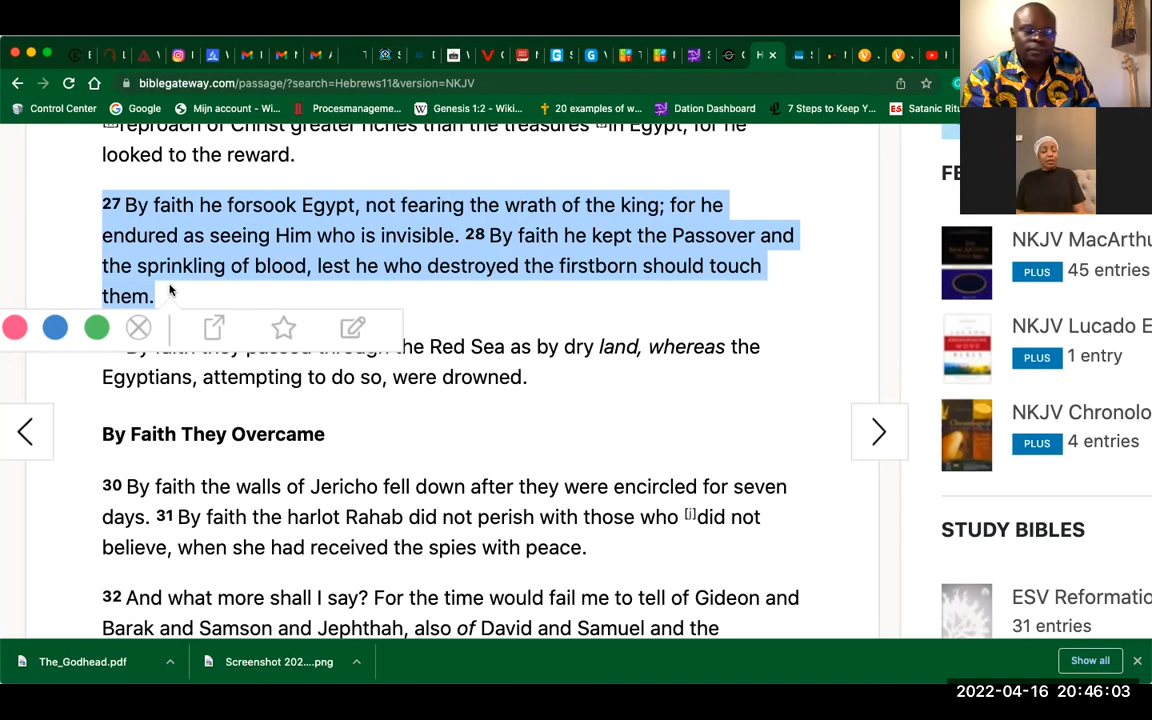 biblegateway.com/passage/?search=Hebrews11&version=NKJV
Control Center Google Mijn account - Wi... Procesmanageme... Genesis 1:2 - Wiki... 20 examples of w... Dation Dashboard 7 Steps to Keep Y... Satanic Ritu
reproach of Christ greater riches than the treasures in Egypt; for he
looked to the reward.
27 By faith he forsook Egypt, not fearing the wrath of the king; for he
endured as seeing Him who is invisible. 28 By faith he kept the Passover and
the sprinkling of blood, lest he who destroyed the firstborn should touch
them.
By faith they passed through the Red Sea as by dry land, whereas the
Egyptians, attempting to do so, were drowned.
By Faith They Overcame
30 By faith the walls of Jericho fell down after they were encircled for seven
days. 31 By faith the harlot Rahab did not perish with those who [j]did not
believe, when she had received the spies with peace.
32 And what more shall I say? For the time would fail me to tell of Gideon and
Barak and Samson and Jephthah, also of David and Samuel and the
FE
NKJV MacArthu
PLUS 45 entries
NKJV Lucado E
PLUS 1 entry
NKJV Chronolo
PLUS 4 entries
STUDY BIBLES
ESV Reformatio
31 entries
The_Godhead.pdf
Screenshot 202....png
Show all
2022-04-16 20:46:03